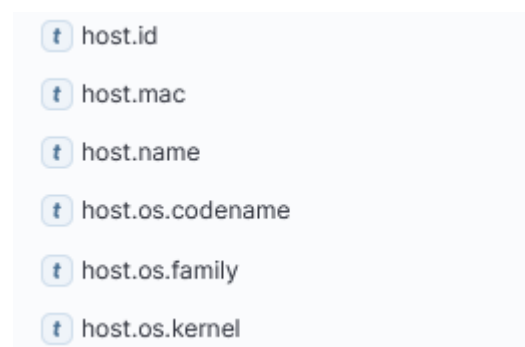 t host.id
t host.mac
t host.name
t host.os.codename
t host.os.family
t host.os.kernel